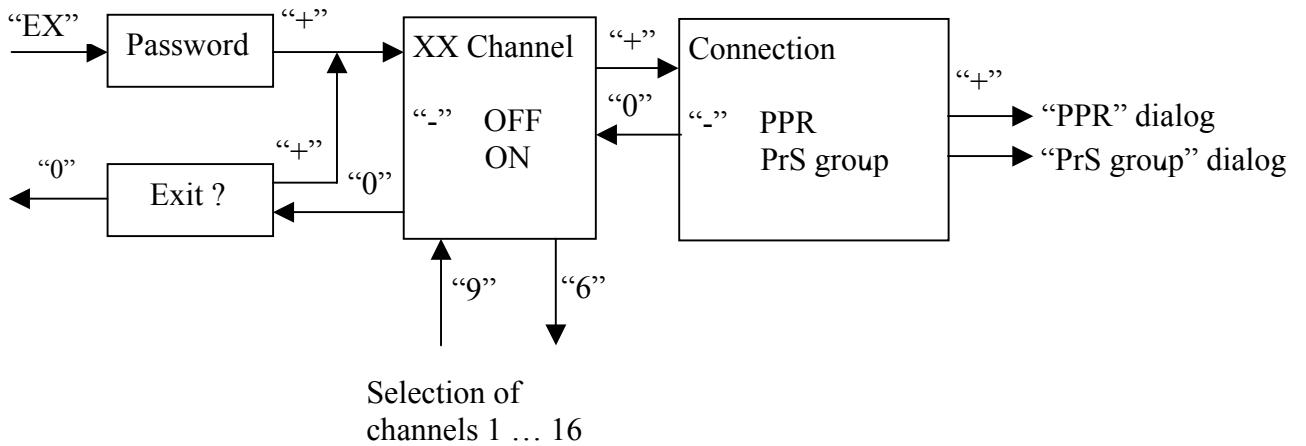 “EX”
Password
“+”
XX Channel
“-” OFF
ON
“+”
“0”
Connection
“-” PPR
PrS group
“+”
“PPR” dialog
“PrS group” dialog
“0”
Exit ?
“+”
“0”
“9”
“6”
Selection of
channels 1 … 16